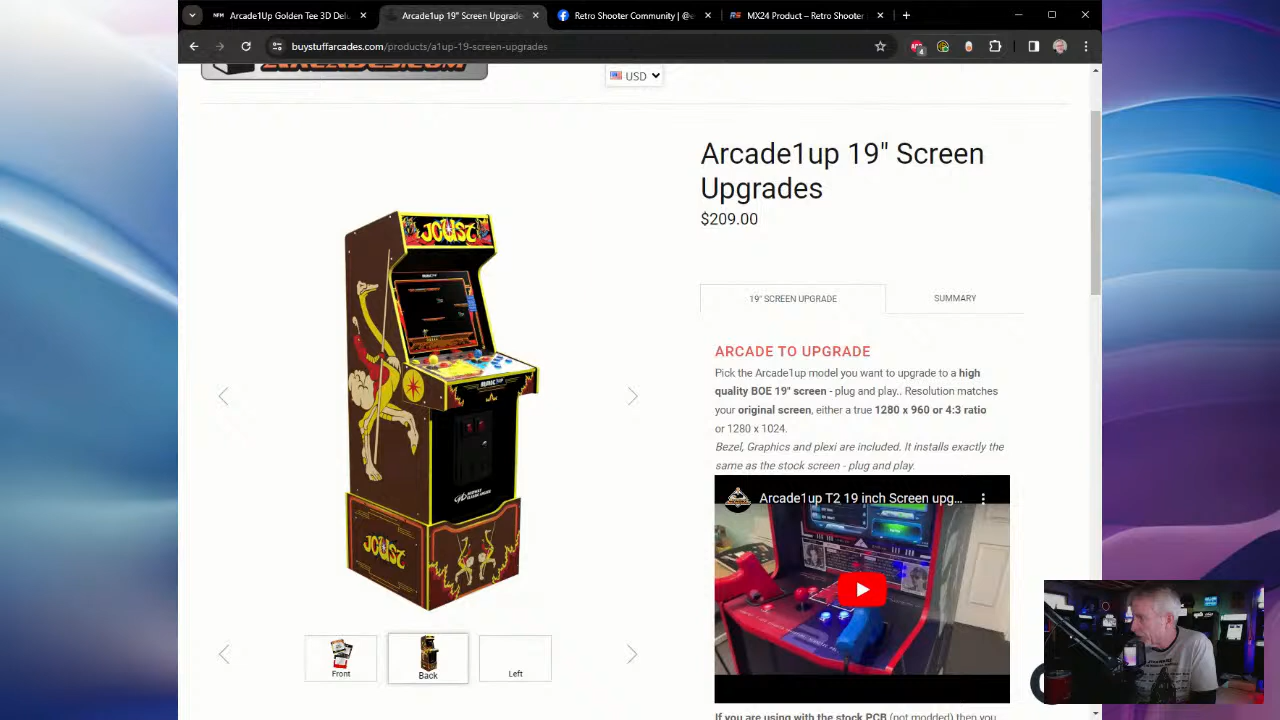 Arcade1Up Golden Tee 3D Delu
Arcade1up 19" Screen Upgrade
Retro Shooter Community | @e
MX24 Product – Retro Shooter
buystuffarcades.com/products/a1up-19-screen-upgrades
4
ARCADES.COM
USD
Arcade1up 19" Screen
Upgrades
$209.00
19" SCREEN UPGRADE
SUMMARY
ARCADE TO UPGRADE
Pick the Arcade1up model you want to upgrade to a high
quality BOE 19" screen - plug and play.. Resolution matches
your original screen, either a true 1280 x 960 or 4:3 ratio
or 1280 x 1024.
Bezel, Graphics and plexi are included. It installs exactly the
same as the stock screen - plug and play.
Arcade1up T2 19 inch Screen upg...
If you are using with the stock PCB (not modded) then you
JOUST
JOUST
Front
Back
Left